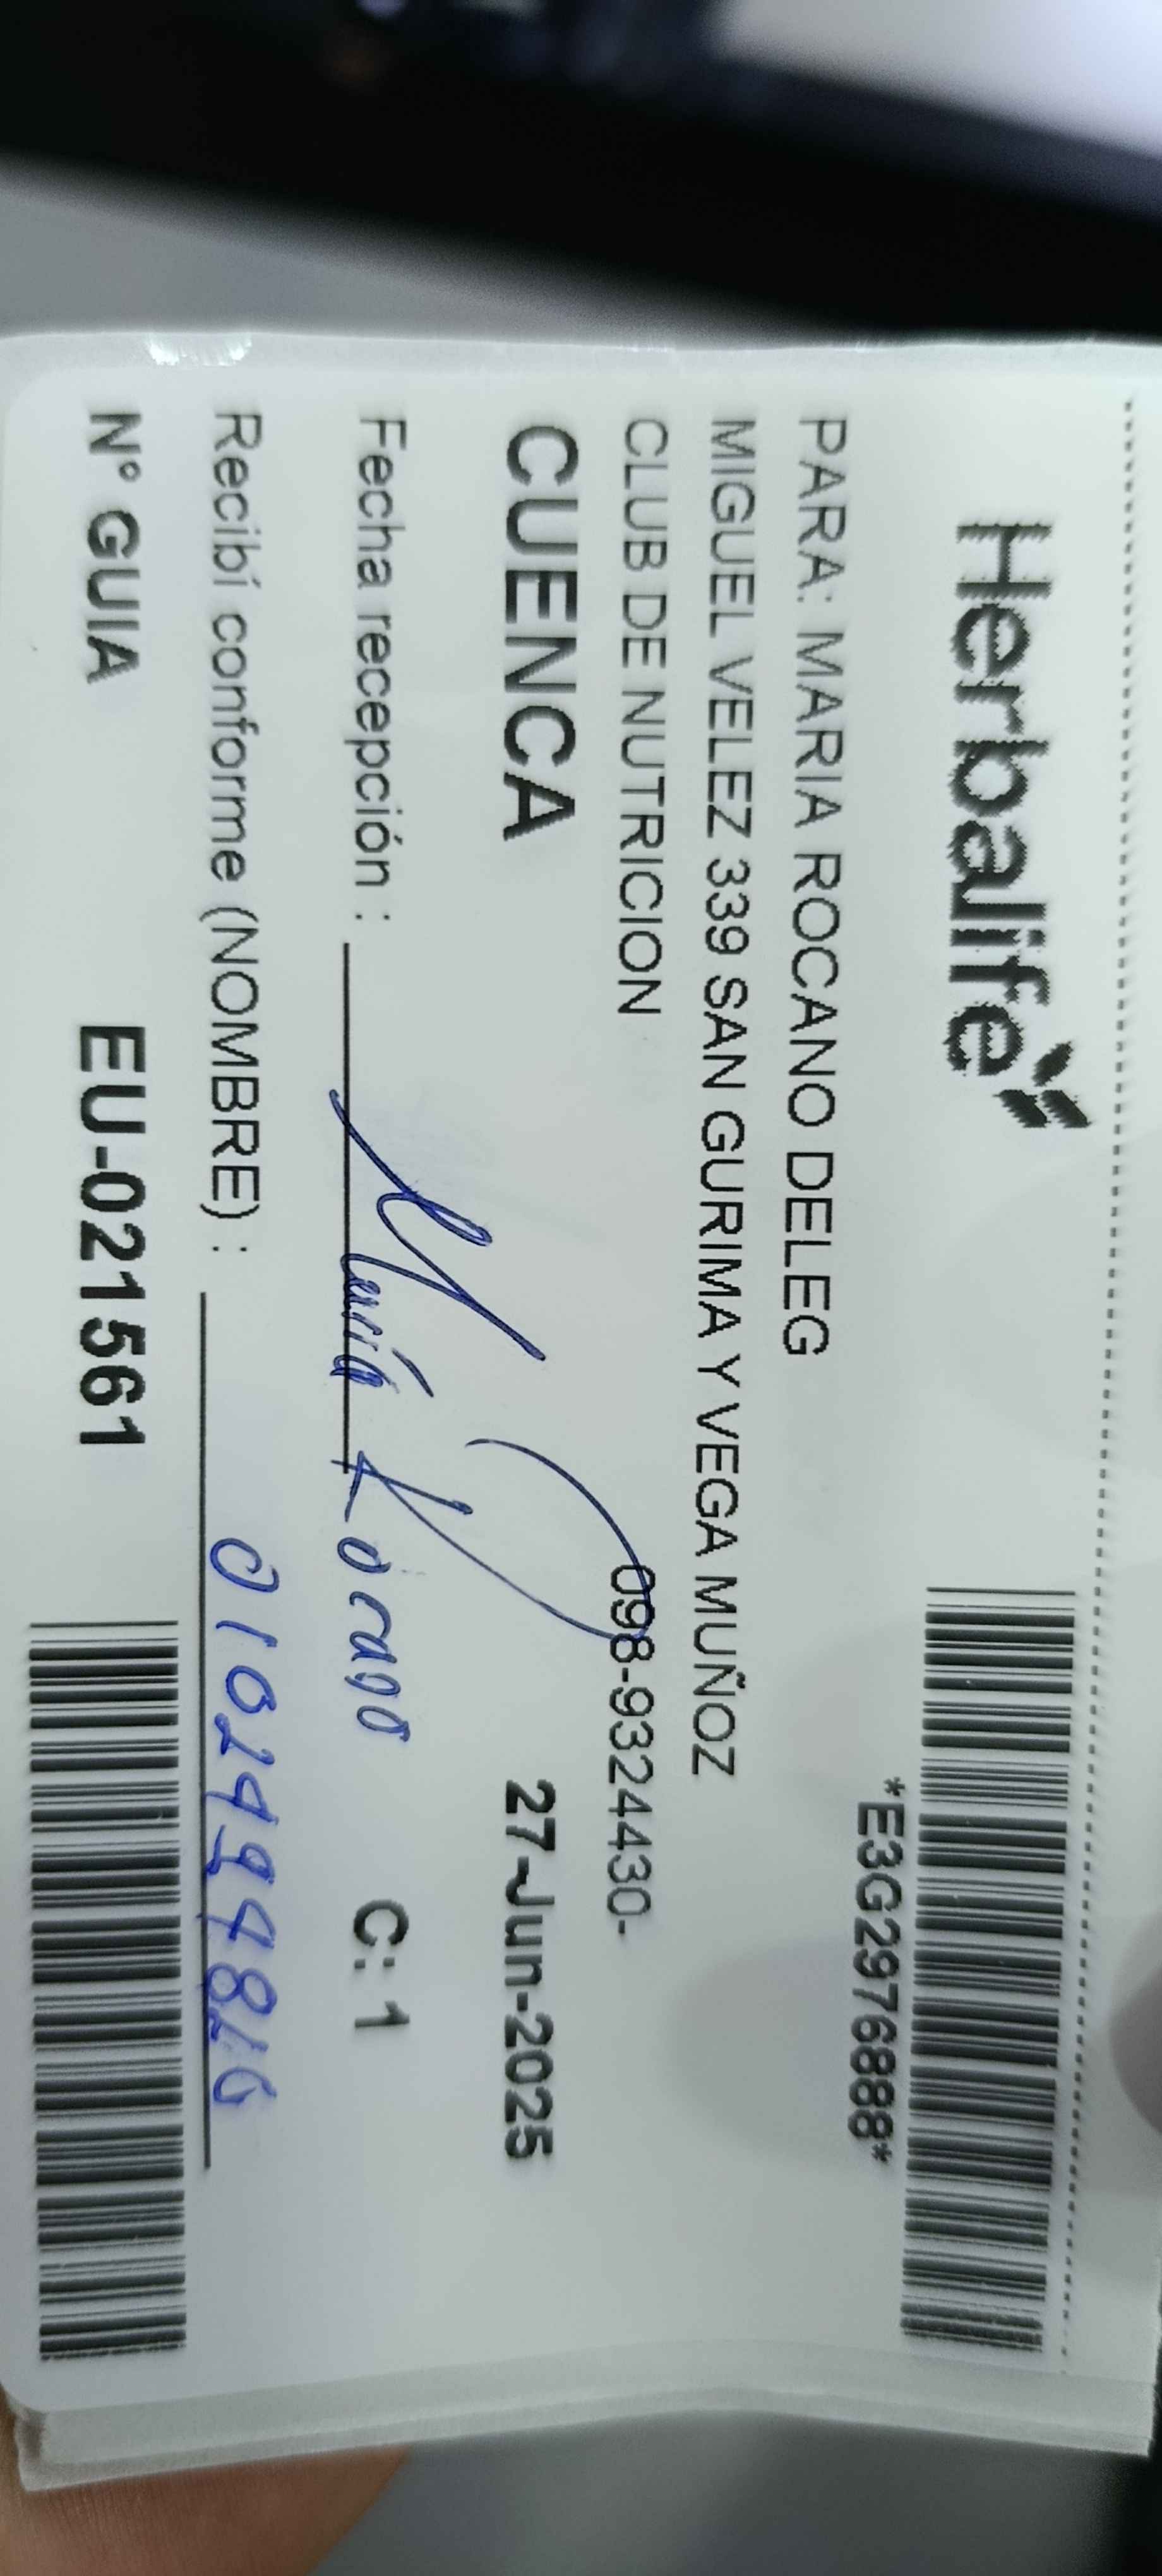 Herbalife
*E3G2976888*
PARA: MARIA ROCANO DELEG
MIGUEL VELEZ 339 SAN GURIMA Y VEGA MUÑOZ
CLUB DE NUTRICION 098-9324430-
CUENCA 27-Jun-2025
Fecha recepción : María C: 1
Recibí conforme (NOMBRE) :
N° GUIA EU-021561